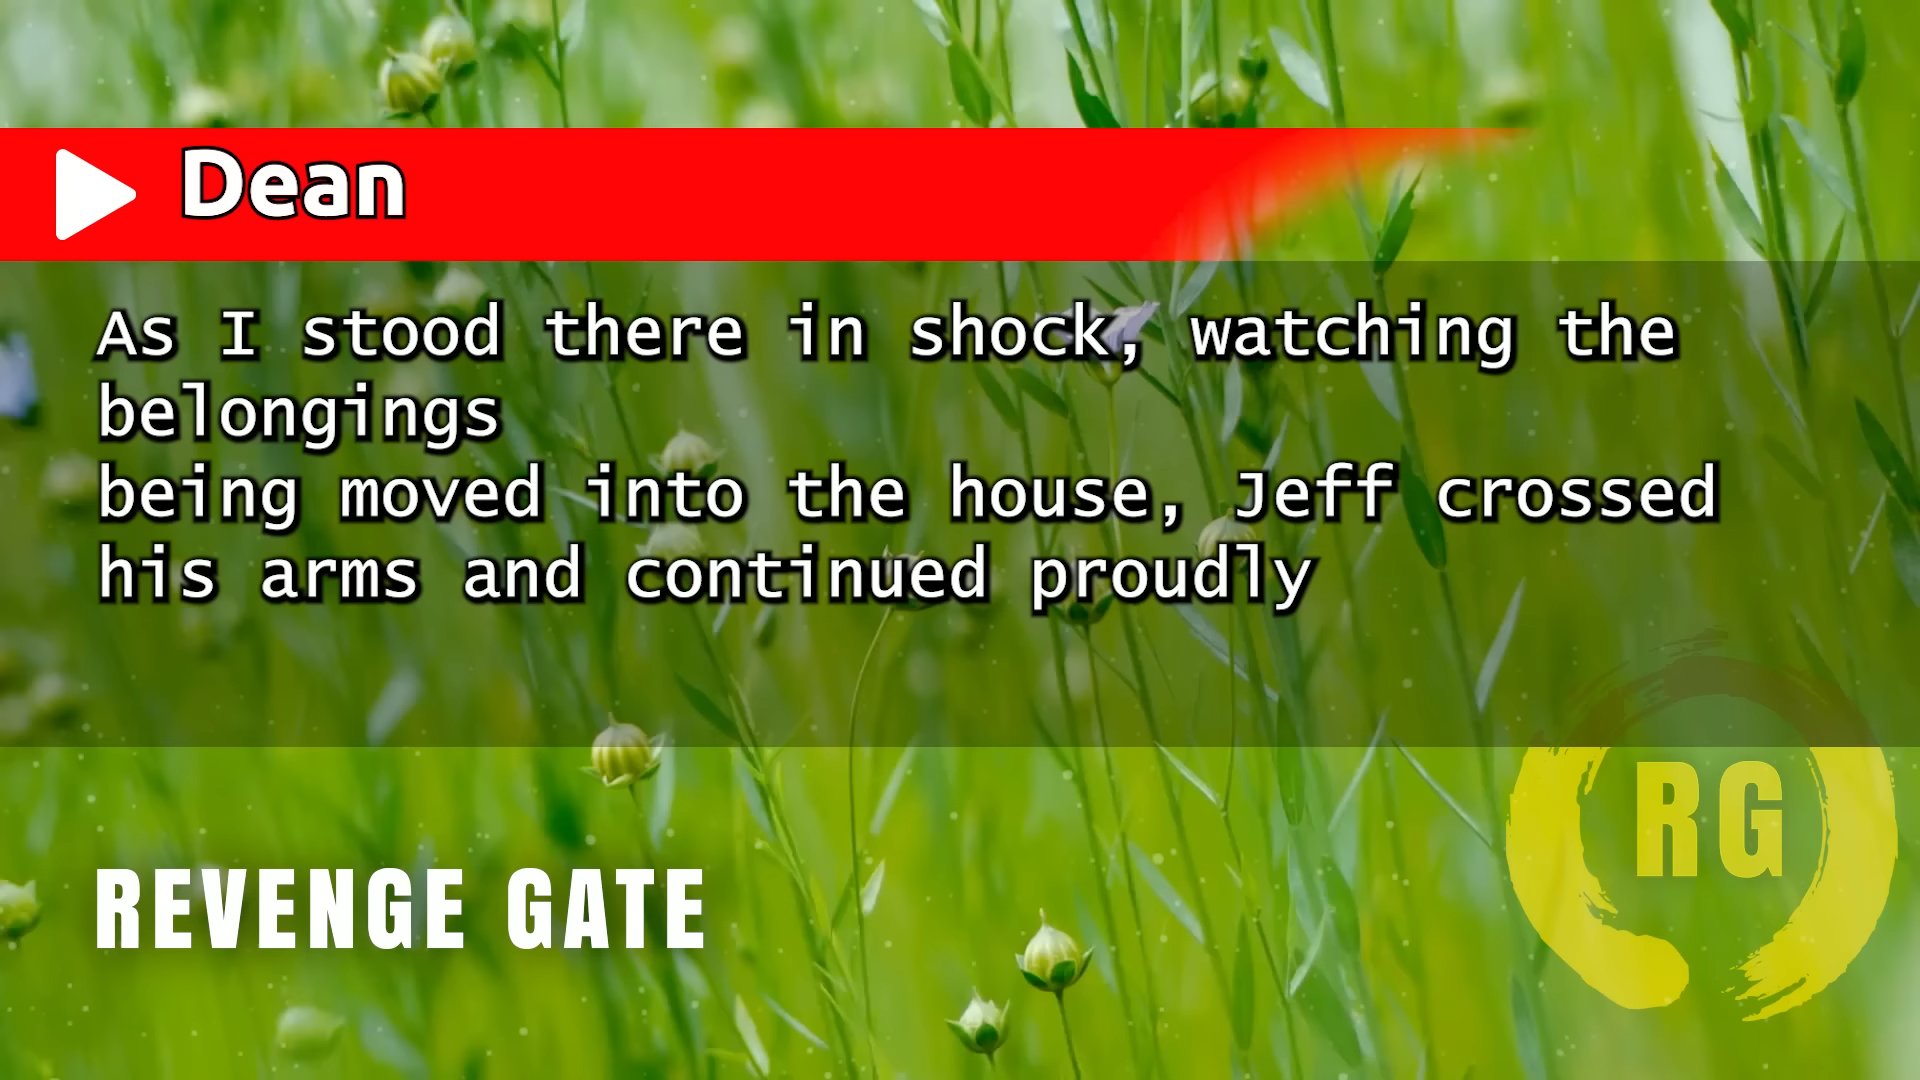 Dean
As I stood there in shock, watching the
belongings
being moved into the house, Jeff crossed
his arms and continued proudly
REVENGE GATE
RG